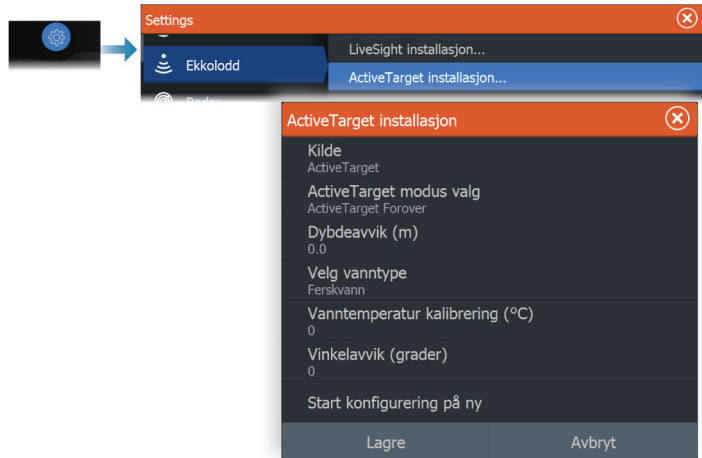 Settings
LiveSight installasjon...
Ekkolodd
ActiveTarget installasjon...
Radar
ActiveTarget installasjon
Kilde
ActiveTarget
ActiveTarget modus valg
ActiveTarget Forover
Dybdeavvik (m)
0.0
Velg vanntype
Ferskvann
Vanntemperatur kalibrering (°C)
0
Vinkelavvik (grader)
0
Start konfigurering på ny
Lagre
Avbryt